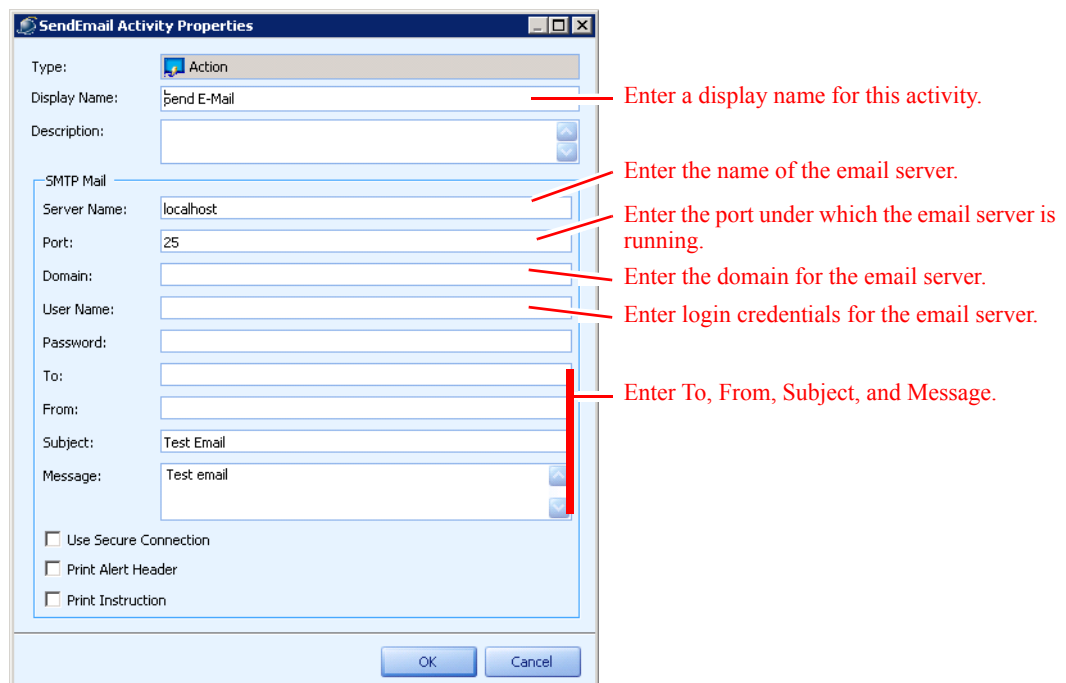 SendEmail Activity Properties
Type:
Action
Display Name:
Send E-Mail
Enter a display name for this activity.
Description:
SMTP Mail
Enter the name of the email server.
Server Name:
localhost
Enter the port under which the email server is
running.
Port:
25
Domain:
Enter the domain for the email server.
User Name:
Enter login credentials for the email server.
Password:
To:
Enter To, From, Subject, and Message.
From:
Subject:
Test Email
Message:
Test email
Use Secure Connection
Print Alert Header
Print Instruction
OK
Cancel